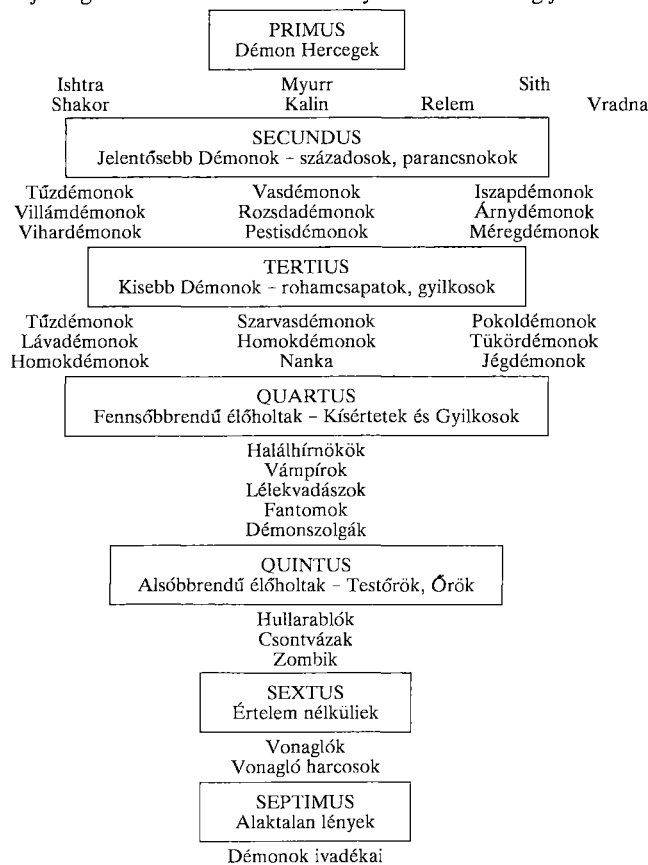 PRIMUS
Démon Hercegek
Ishtra Myurr Sith
Shakor Kalin Relem Vradna
SECUNDUS
Jelentősebb Démonok – századosok, parancsnokok
Tűzdémonok Vasdémonok Iszapdémonok
Villámdémonok Rozsdadémonok Árnydémonok
Vihardémonok Pestisdémonok Méregdémonok
TERTIUS
Kisebb Démonok – rohamcsapatok, gyilkosok
Tűzdémonok Szarvasdémonok Pokoldémonok
Lávadémonok Homokdémonok Tükördémonok
Homokdémonok Nanka Jégdémonok
QUARTUS
Fennsőbbrendű élőholtak – Kísértetek és Gyilkosok
Halálhírnökök
Vámpírok
Lélekvadászok
Fantomok
Démonszolgák
QUINTUS
Alsóbbrendű élőholtak – Testőrök, Őrök
Hullarablók
Csontvázak
Zombik
SEXTUS
Értelem nélküliek
Vonaglók
Vonagló harcosok
SEPTIMUS
Alaktalan lények
Démonok ivadékai